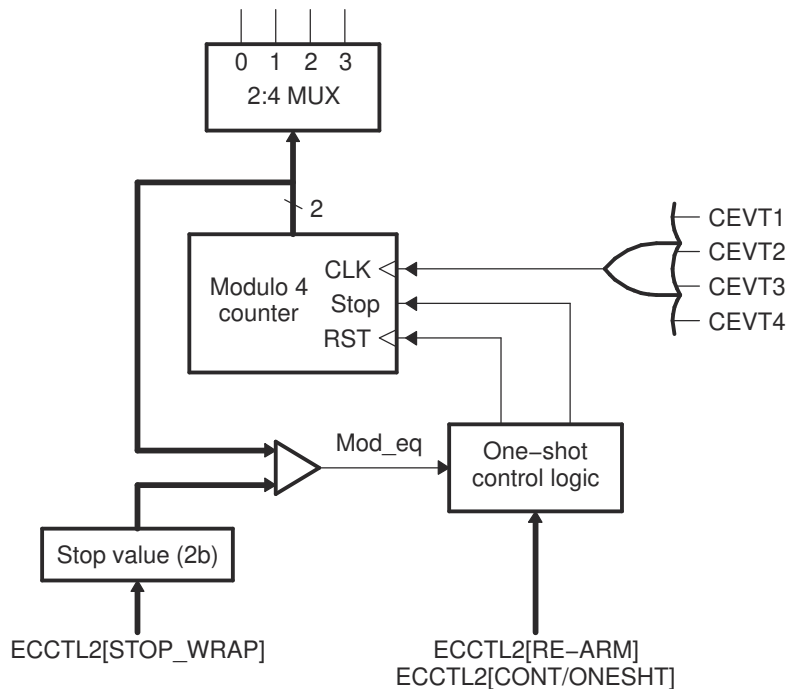 0 1 2 3
2:4 MUX
2
CEVT1
CLK
CEVT2
Modulo 4
counter
Stop
CEVT3
RST
CEVT4
Mod_eq
One−shot
control logic
Stop value (2b)
ECCTL2[STOP_WRAP]
ECCTL2[RE−ARM]
ECCTL2[CONT/ONESHT]